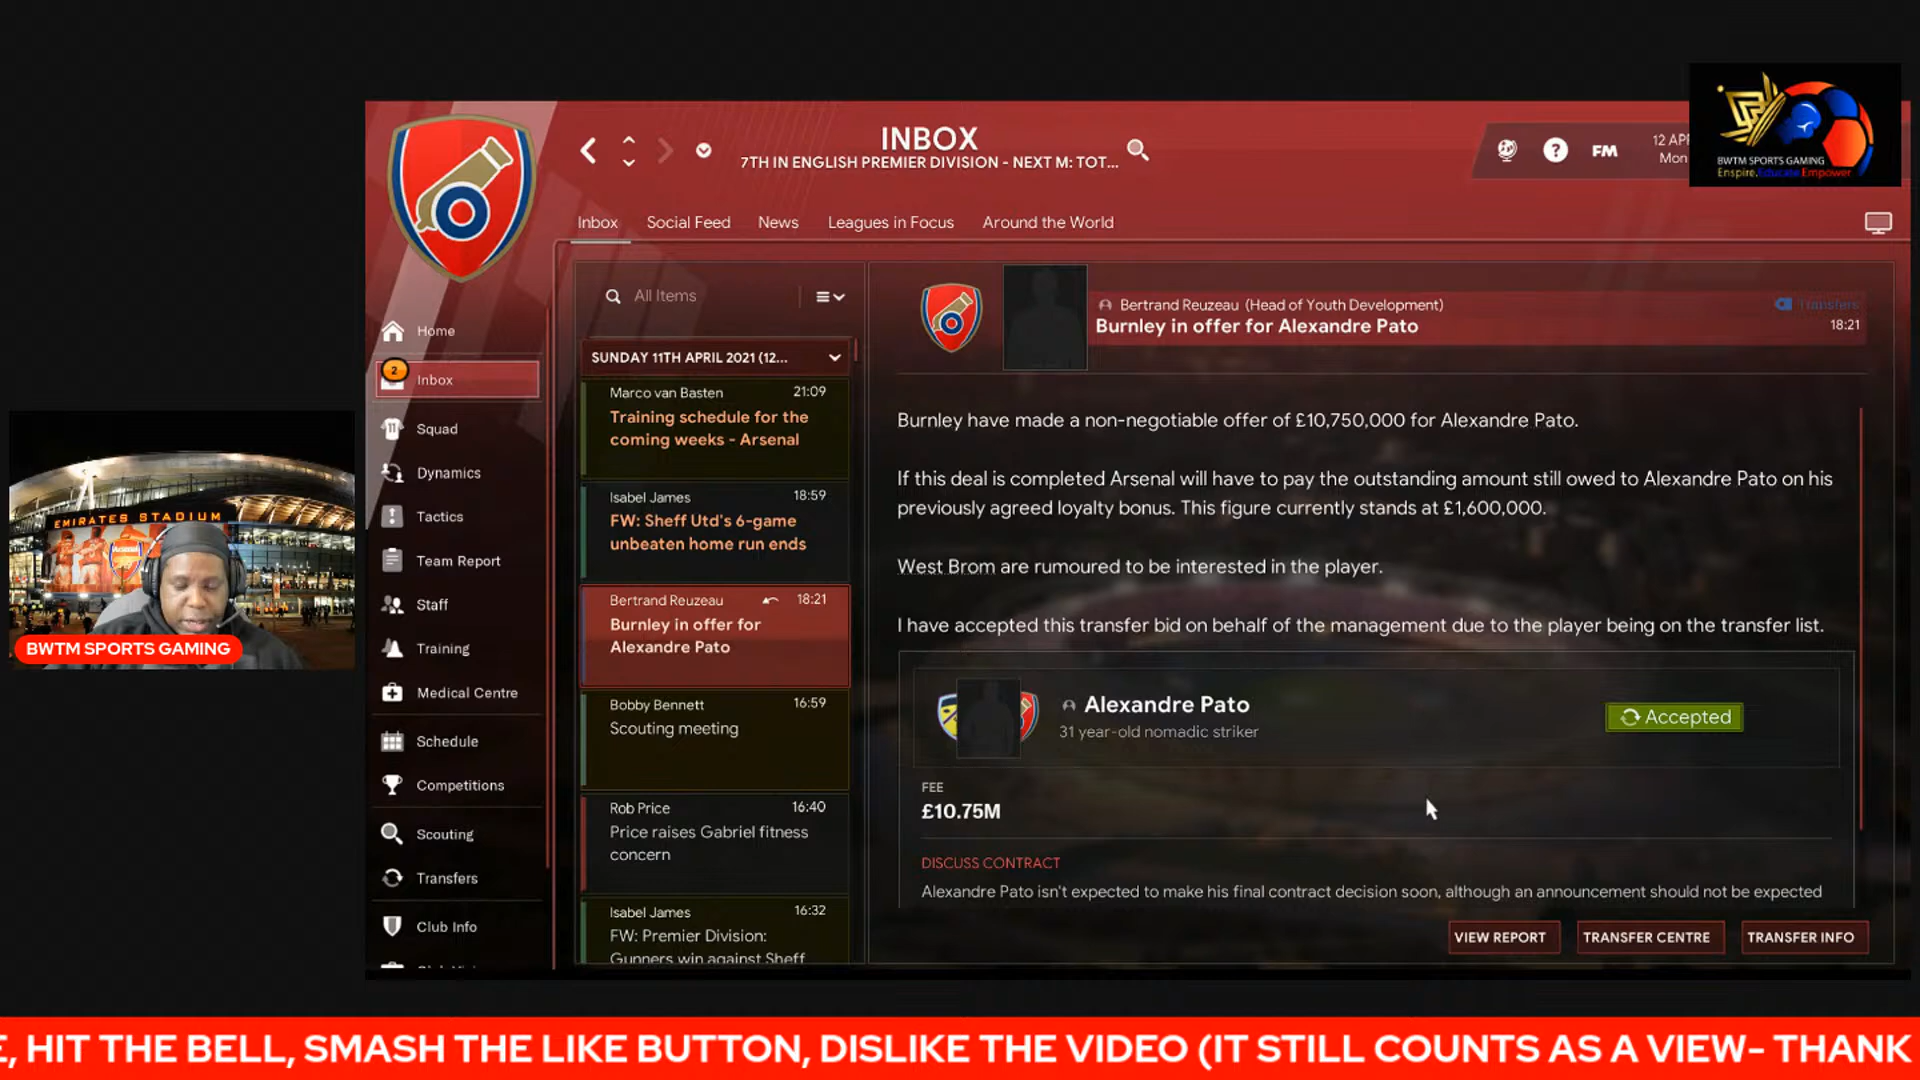 INBOX
7TH IN ENGLISH PREMIER DIVISION - NEXT M: TOT...
FM
12 AP
Mon
BWTM SPORTS GAMING
Enspire.Educate.Empower
Inbox
Social Feed
News
Leagues in Focus
Around the World
Home
2
Inbox
Squad
Dynamics
Tactics
Team Report
Staff
Training
Medical Centre
Schedule
Competitions
Scouting
Transfers
Club Info
All Items
SUNDAY 11TH APRIL 2021 (12...
Marco van Basten 21:09
Training schedule for the
coming weeks - Arsenal
Isabel James 18:59
FW: Sheff Utd's 6-game
unbeaten home run ends
Bertrand Reuzeau 18:21
Burnley in offer for
Alexandre Pato
Bobby Bennett 16:59
Scouting meeting
Rob Price 16:40
Price raises Gabriel fitness
concern
Isabel James 16:32
FW: Premier Division:
Gunners win against Sheff
Bertrand Reuzeau (Head of Youth Development)
Transfers
Burnley in offer for Alexandre Pato
18:21
Burnley have made a non-negotiable offer of £10,750,000 for Alexandre Pato.
If this deal is completed Arsenal will have to pay the outstanding amount still owed to Alexandre Pato on his
previously agreed loyalty bonus. This figure currently stands at £1,600,000.
West Brom are rumoured to be interested in the player.
I have accepted this transfer bid on behalf of the management due to the player being on the transfer list.
Alexandre Pato
31 year-old nomadic striker
Accepted
FEE
£10.75M
DISCUSS CONTRACT
Alexandre Pato isn't expected to make his final contract decision soon, although an announcement should not be expected
VIEW REPORT
TRANSFER CENTRE
TRANSFER INFO
EMIRATES STADIUM
Arsenal
BWTM SPORTS GAMING
E, HIT THE BELL, SMASH THE LIKE BUTTON, DISLIKE THE VIDEO (IT STILL COUNTS AS A VIEW- THANK